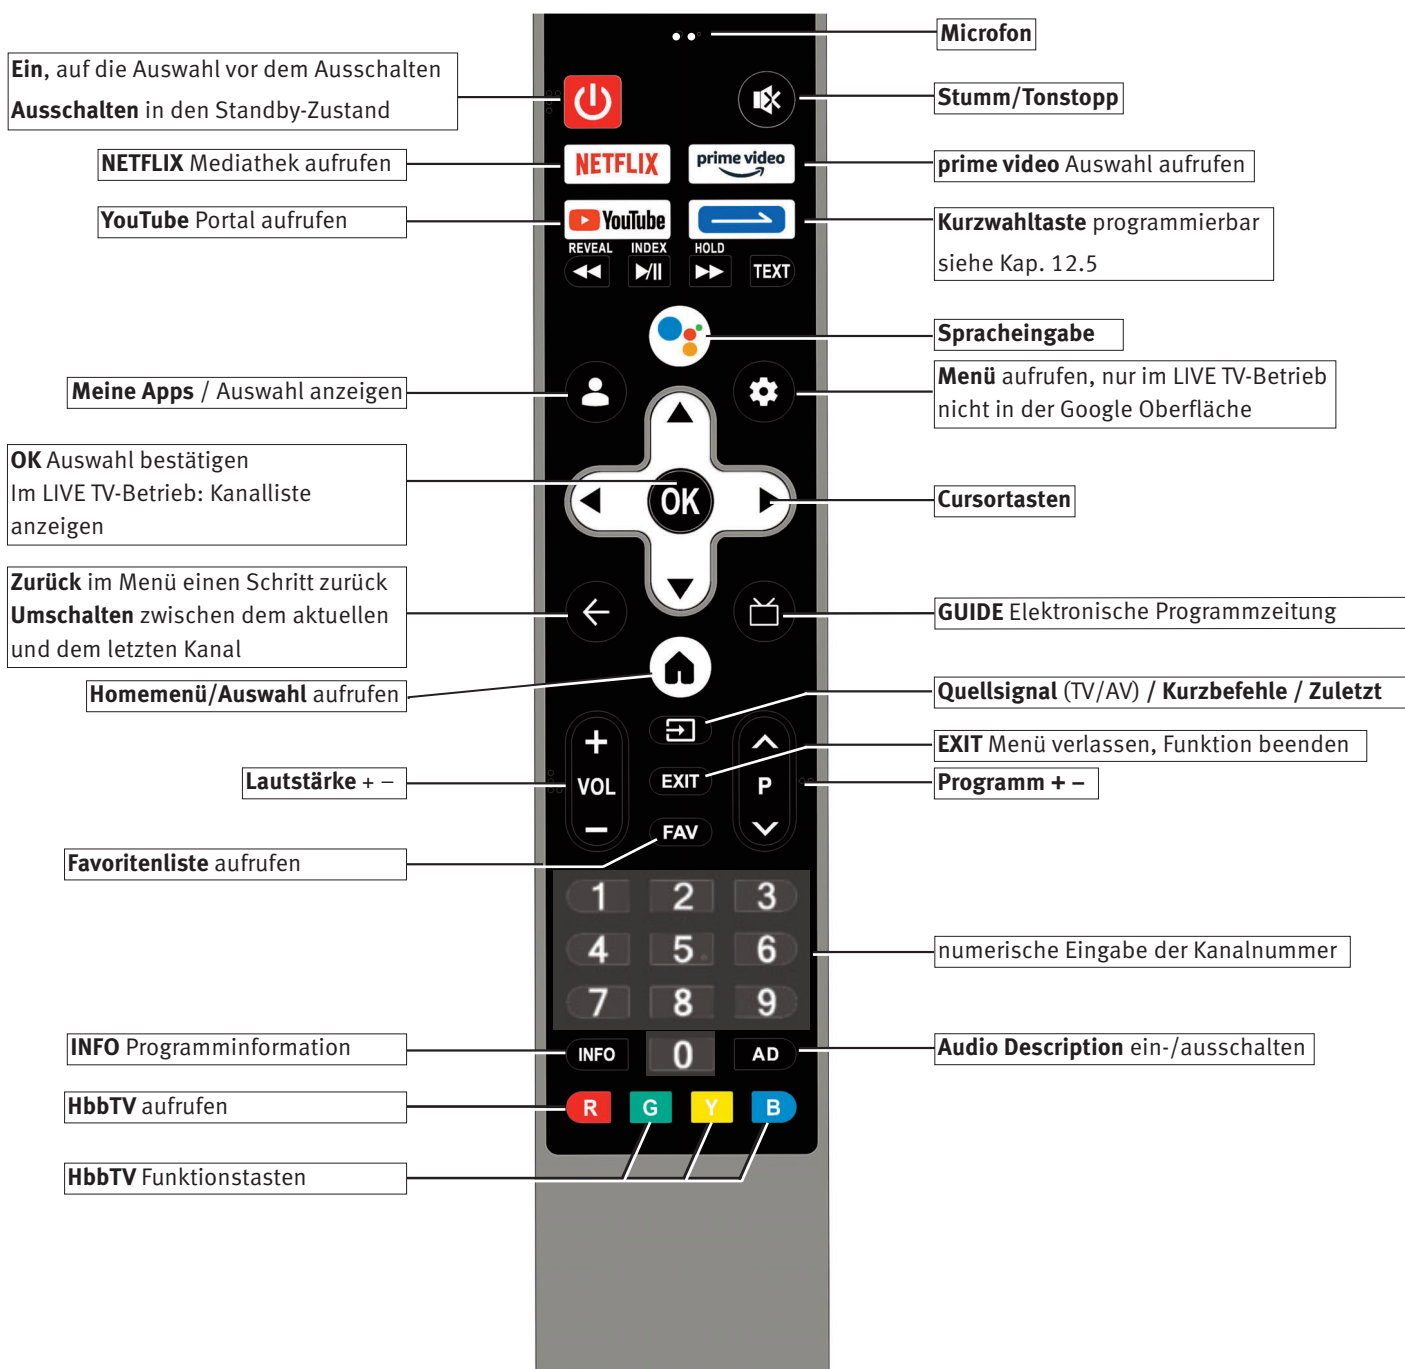 Microfon
Ein, auf die Auswahl vor dem Ausschalten
Ausschalten in den Standby-Zustand
Stumm/Tonstopp
NETFLIX Mediathek aufrufen
NETFLIX
prime video
prime video Auswahl aufrufen
YouTube Portal aufrufen
YouTube
Kurzwahltaste programmierbar
siehe Kap. 12.5
REVEAL INDEX HOLD
TEXT
Spracheingabe
Meine Apps / Auswahl anzeigen
Menü aufrufen, nur im LIVE TV-Betrieb
nicht in der Google Oberfläche
OK Auswahl bestätigen
Im LIVE TV-Betrieb: Kanalliste
anzeigen
OK
Cursortasten
Zurück im Menü einen Schritt zurück
Umschalten zwischen dem aktuellen
und dem letzten Kanal
GUIDE Elektronische Programmzeitung
Homemenü/Auswahl aufrufen
Quellsignal (TV/AV) / Kurzbefehle / Zuletzt
EXIT Menü verlassen, Funktion beenden
Lautstärke + –
+
VOL
–
EXIT
P
Programm + –
FAV
Favoritenliste aufrufen
1 2 3
4 5 6
7 8 9
numerische Eingabe der Kanalnummer
INFO Programminformation
INFO 0 AD
Audio Description ein-/ausschalten
HbbTV aufrufen
R G Y B
HbbTV Funktionstasten